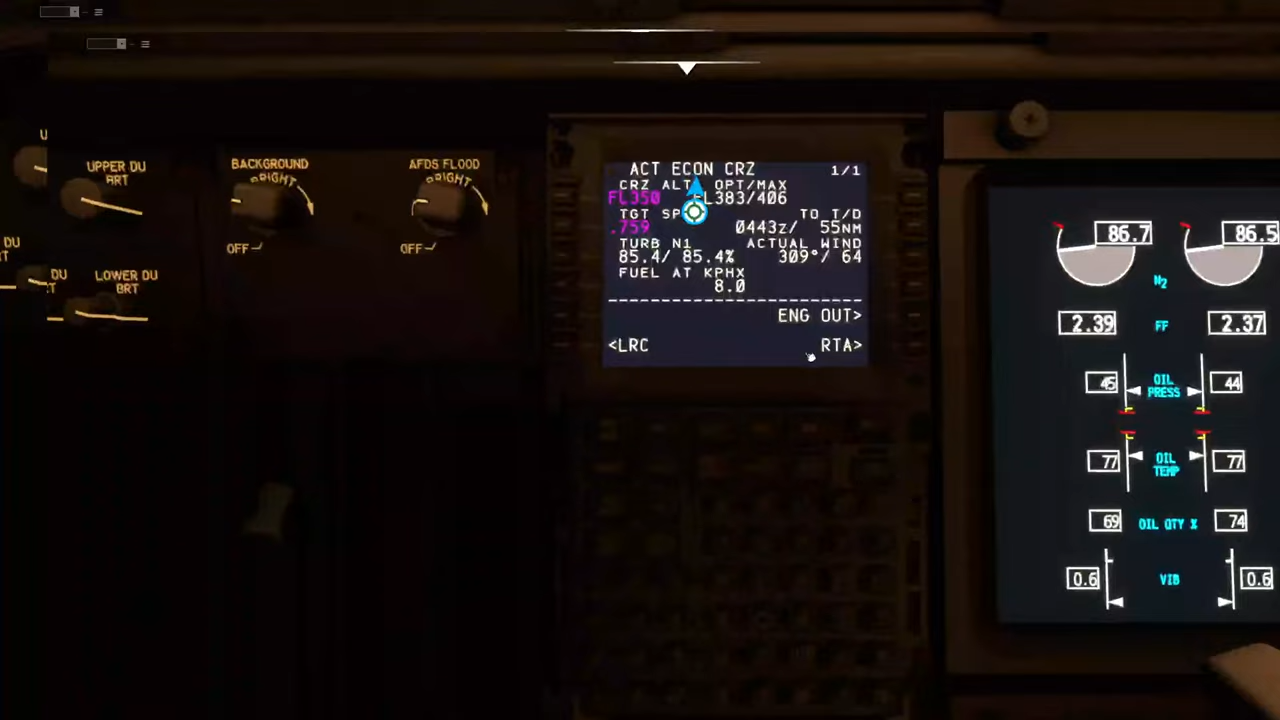 UPPER DU
BRT
BACKGROUND
BRIGHT
OFF
AFDS FLOOD
BRIGHT
OFF
DU
DU
LOWER DU
BRT
ACT ECON CRZ 1/1
CRZ ALT OPT/MAX
FL350 FL383/406
TGT SP TO T/D
.759 0443z/ 55NM
TURB N1 ACTUAL WIND
85.4/ 85.4% 309°/ 64
FUEL AT KPHX
8.0
ENG OUT>
<LRC RTA>
86.7 N2 86.5
2.39 FF 2.37
45 OIL PRESS 44
77 OIL TEMP 77
69 OIL QTY % 74
0.6 VIB 0.6